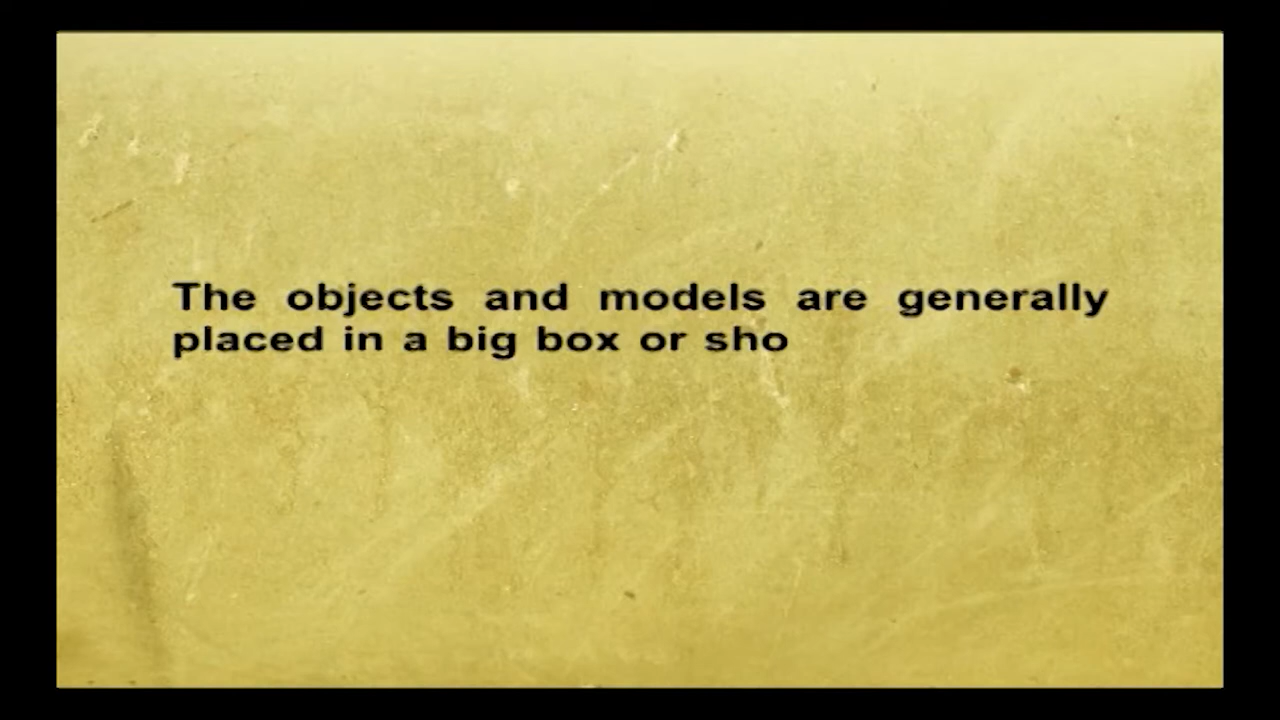 The objects and models are generally
placed in a big box or sho